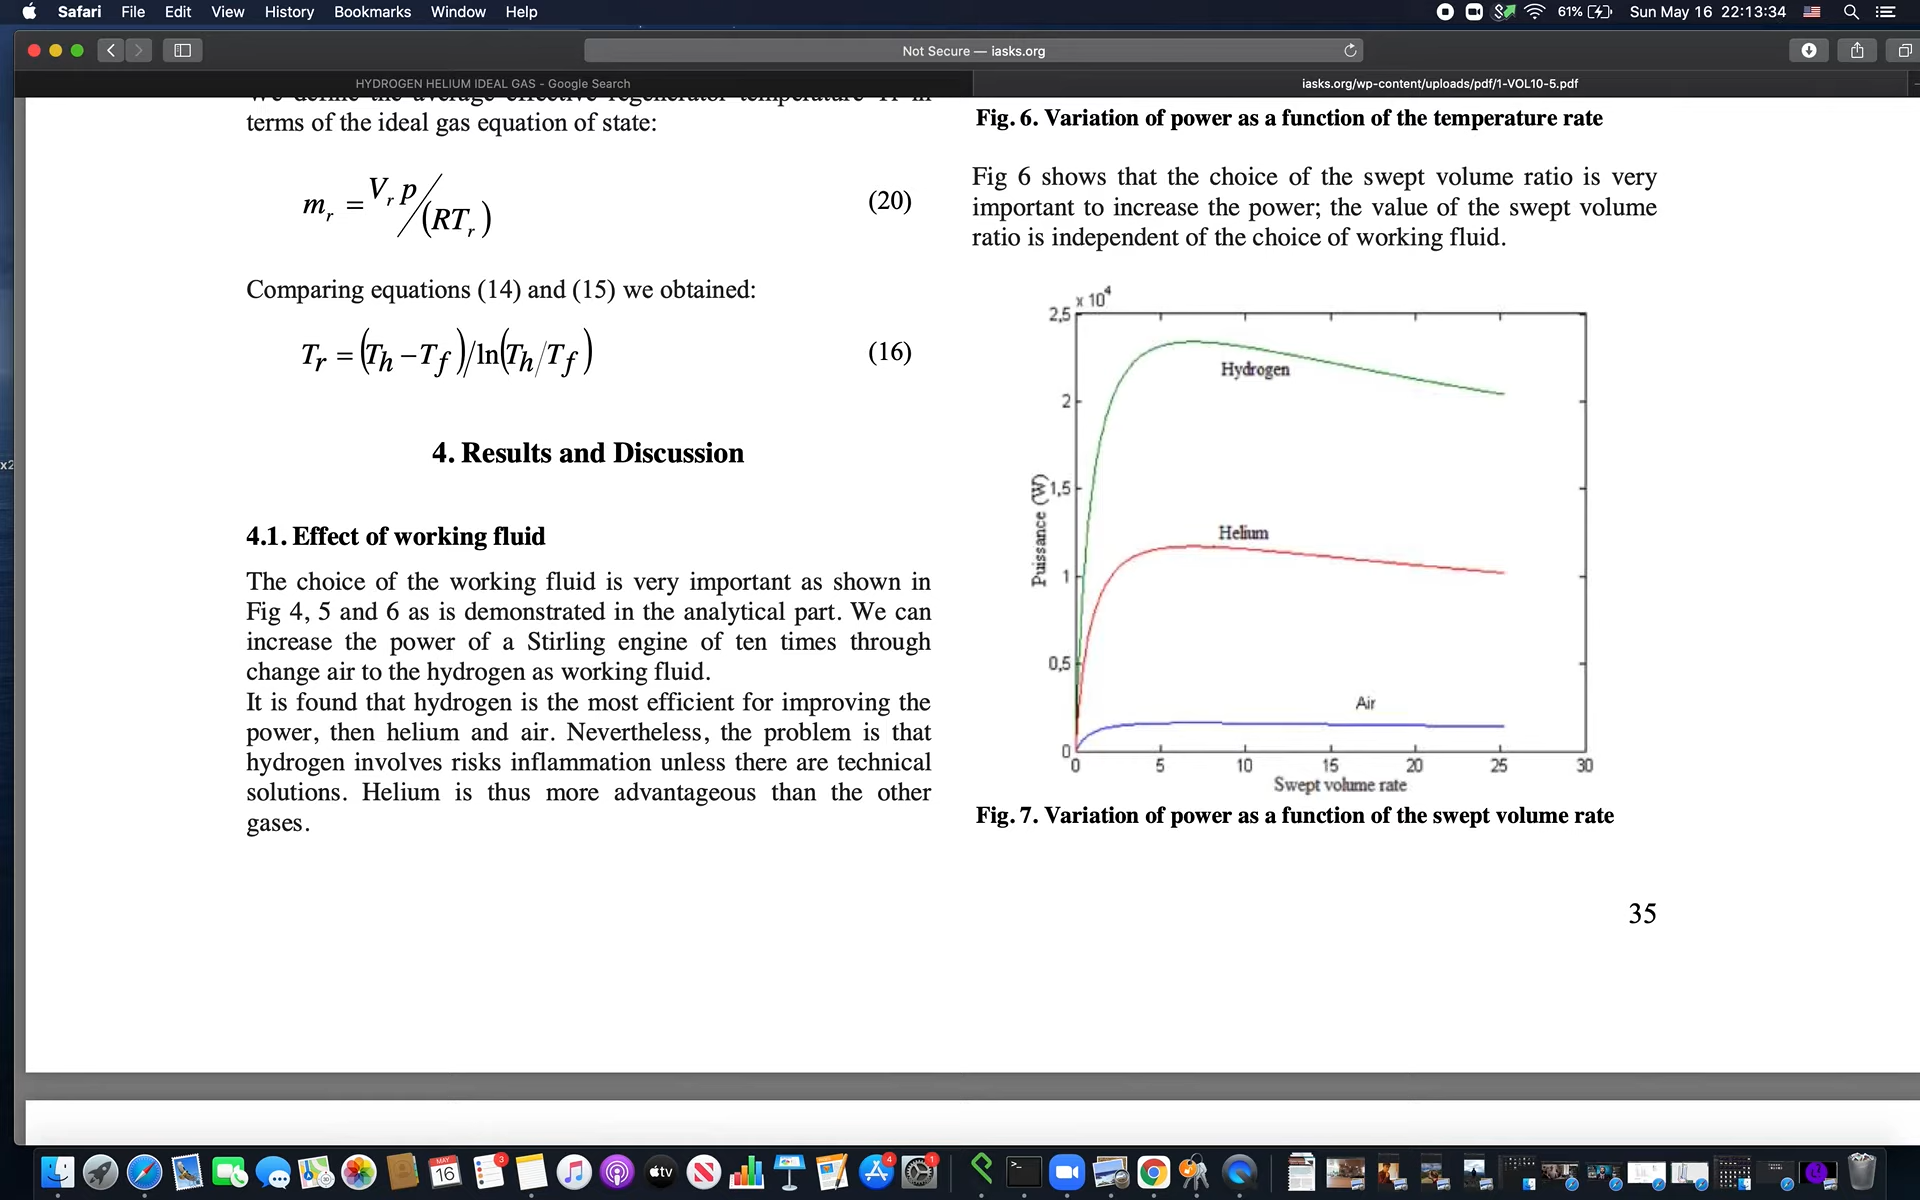 Safari File Edit View History Bookmarks Window Help
61% Sun May 16 22:13:34
Not Secure — iasks.org
HYDROGEN HELIUM IDEAL GAS - Google Search
iasks.org/wp-content/uploads/pdf/1-VOL10-5.pdf
terms of the ideal gas equation of state:
m_r = V_r p/(RT_r) (20)
Comparing equations (14) and (15) we obtained:
T_r = (T_h − T_f)/ln(T_h/T_f) (16)
4. Results and Discussion
4.1. Effect of working fluid
The choice of the working fluid is very important as shown in
Fig 4, 5 and 6 as is demonstrated in the analytical part. We can
increase the power of a Stirling engine of ten times through
change air to the hydrogen as working fluid.
It is found that hydrogen is the most efficient for improving the
power, then helium and air. Nevertheless, the problem is that
hydrogen involves risks inflammation unless there are technical
solutions. Helium is thus more advantageous than the other
gases.
Fig. 6. Variation of power as a function of the temperature rate
Fig 6 shows that the choice of the swept volume ratio is very
important to increase the power; the value of the swept volume
ratio is independent of the choice of working fluid.
x 10⁴
2,5
2
1,5
1
0,5
0
Puissance (W)
Hydrogen
Helium
Air
0 5 10 15 20 25 30
Swept volume rate
Fig. 7. Variation of power as a function of the swept volume rate
35
x2
MAY
16
3
tv
4
1